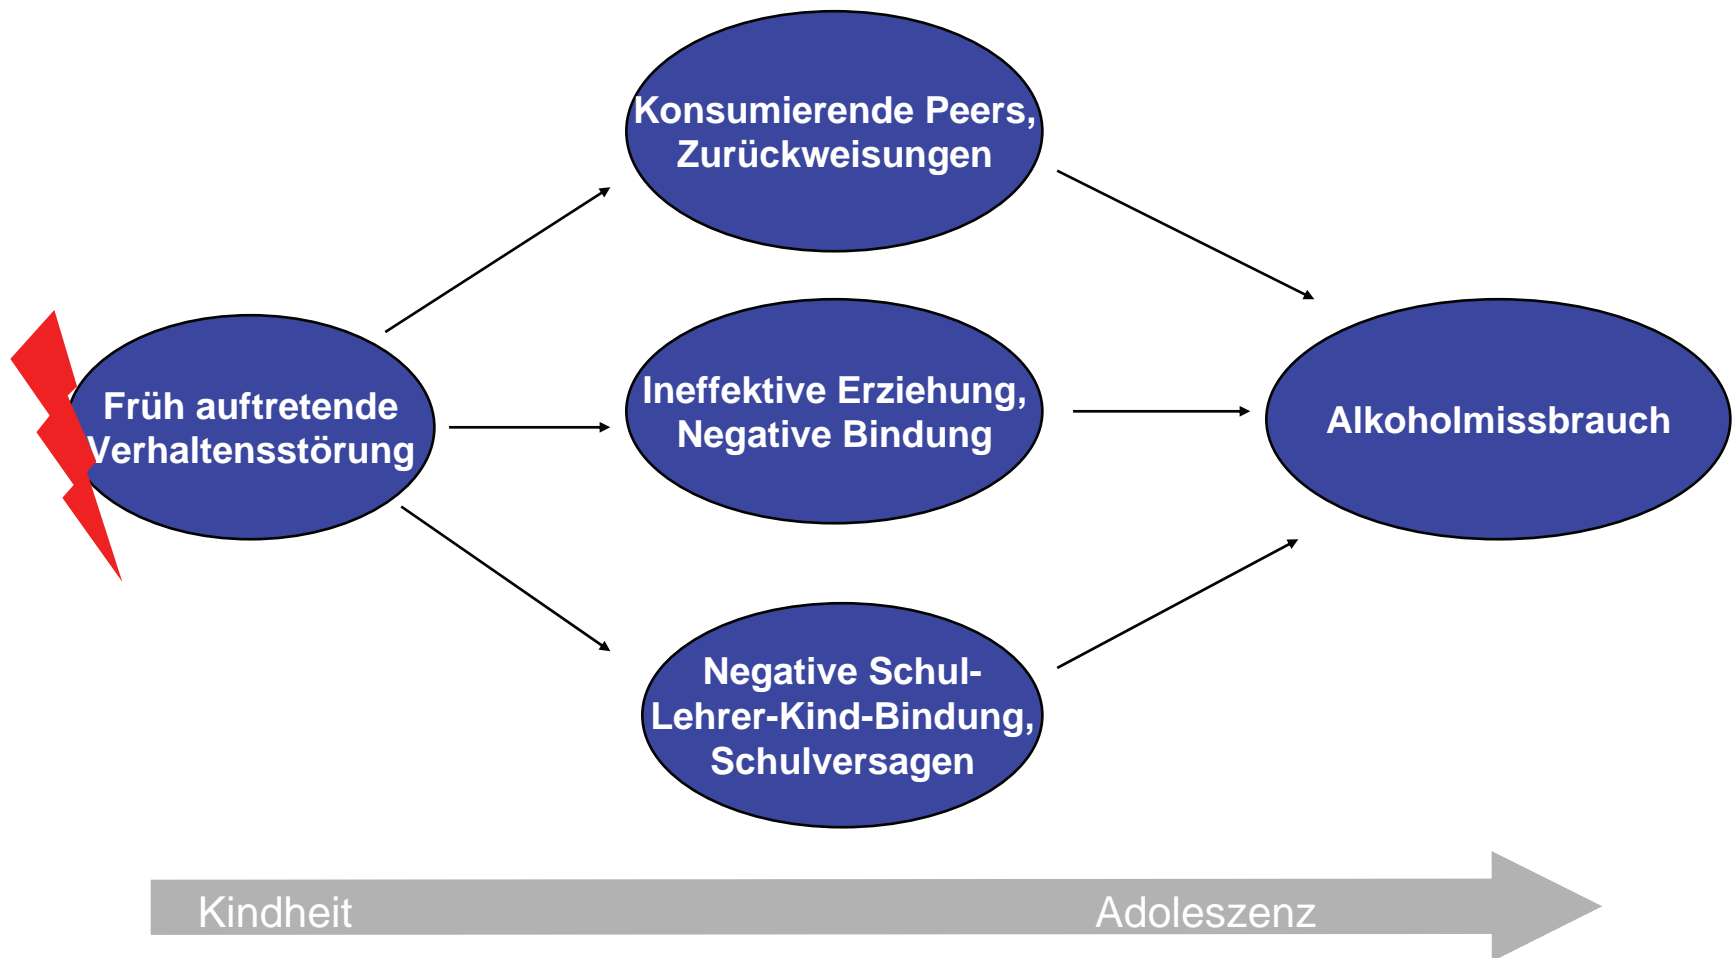 Konsumierende Peers,
Zurückweisungen
Früh auftretende
Verhaltensstörung
Ineffektive Erziehung,
Negative Bindung
Alkoholmissbrauch
Negative Schul-
Lehrer-Kind-Bindung,
Schulversagen
Kindheit
Adoleszenz